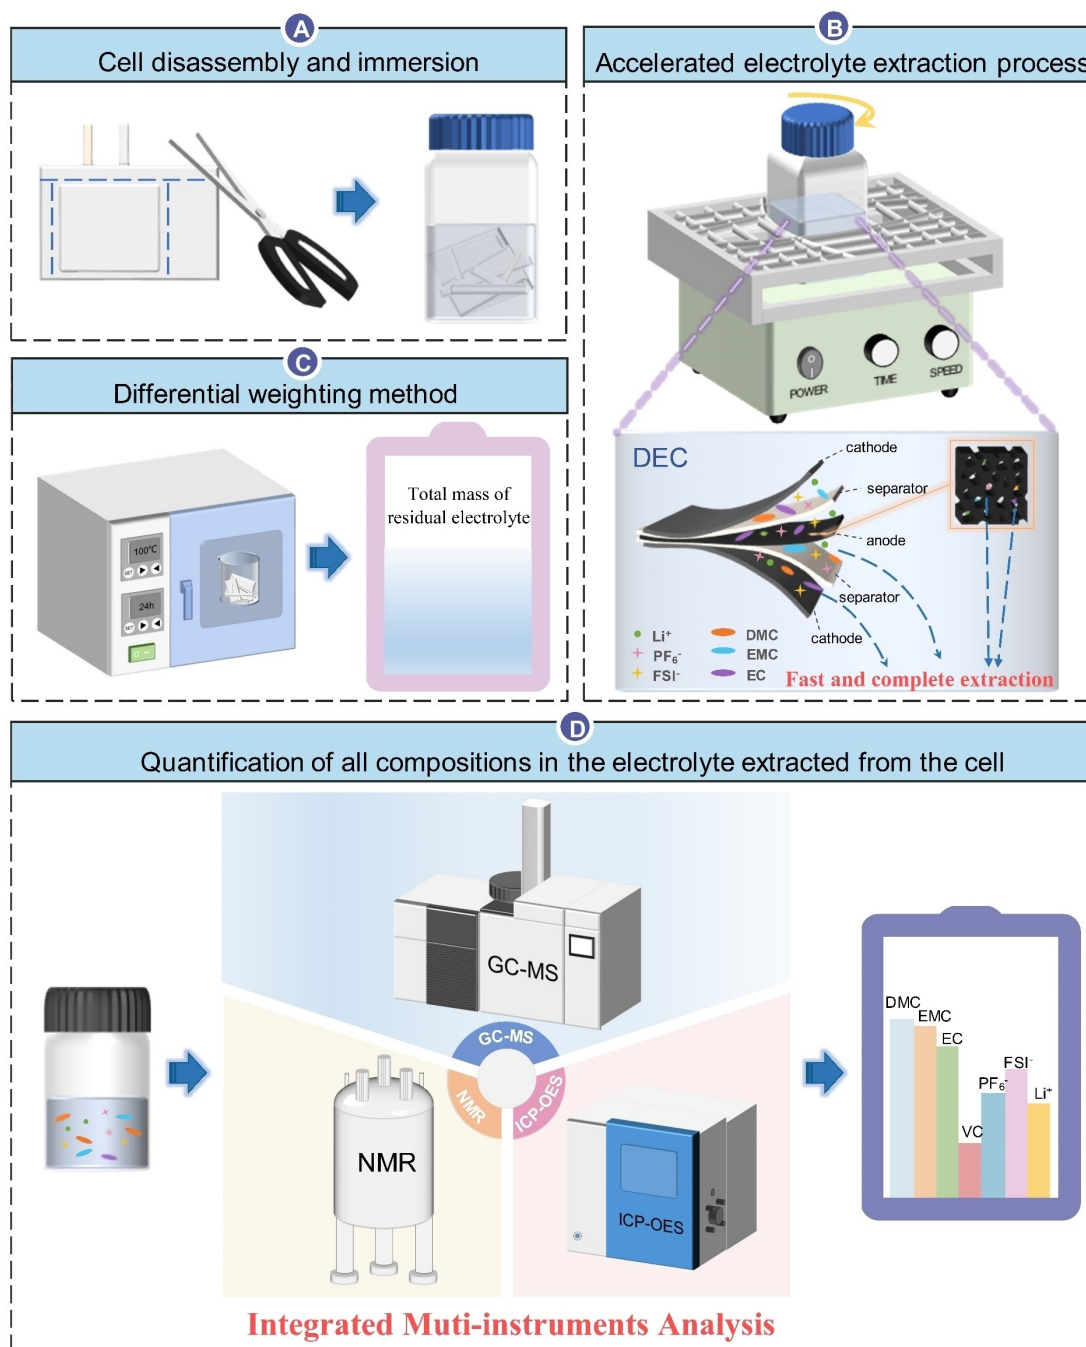 A
Cell disassembly and immersion
B
Accelerated electrolyte extraction process
POWER
TIME
SPEED
DEC
cathode
separator
anode
separator
cathode
Li⁺
PF₆⁻
FSI⁻
DMC
EMC
EC
Fast and complete extraction
C
Differential weighting method
100℃
SET
24h
SET
Total mass of
residual electrolyte
D
Quantification of all compositions in the electrolyte extracted from the cell
GC-MS
GC-MS
NMR
ICP-OES
NMR
ICP-OES
DMC
EMC
EC
VC
PF₆⁻
FSI⁻
Li⁺
Integrated Muti-instruments Analysis